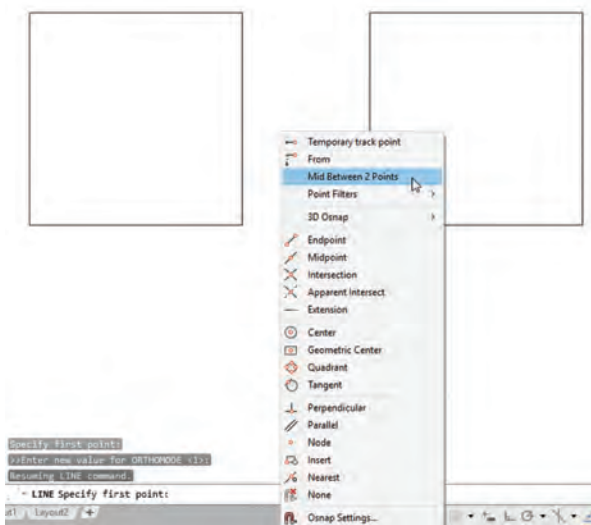 Temporary track point
From
Mid Between 2 Points
Point Filters
3D Osnap
Endpoint
Midpoint
Intersection
Apparent Intersect
Extension
Center
Geometric Center
Quadrant
Tangent
Perpendicular
Parallel
Node
Insert
Nearest
None
Osnap Settings...
Specify first point:
>>Enter new value for ORTHOMODE <1>:
Resuming LINE command.
LINE Specify first point:
Layout2 +